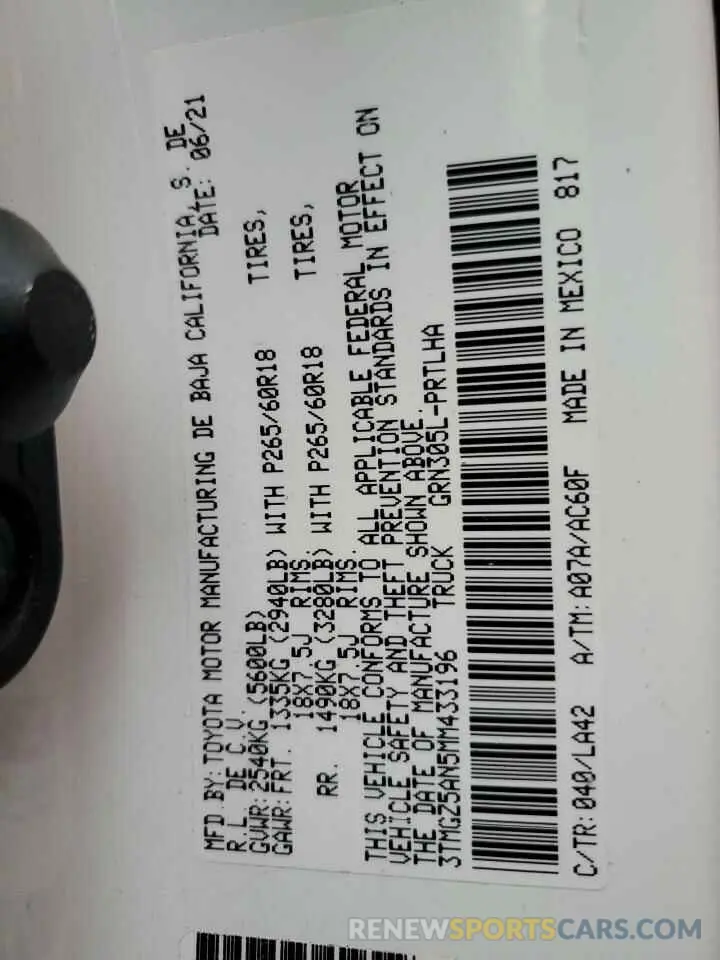 MFD.BY:TOYOTA MOTOR MANUFACTURING DE BAJA CALIFORNIA, S. DE
R.L. DE C.V. DATE: 06/21
GVWR:2540KG (5600LB)
GAWR:FRT. 1335KG (2940LB) WITH P265/60R18 TIRES,
18X7.5J RIMS.
RR. 1490KG (3280LB) WITH P265/60R18 TIRES,
18X7.5J RIMS.
THIS VEHICLE CONFORMS TO ALL APPLICABLE FEDERAL MOTOR
VEHICLE SAFETY AND THEFT PREVENTION STANDARDS IN EFFECT ON
THE DATE OF MANUFACTURE SHOWN ABOVE.
3TMGZ5AN5MM433196 TRUCK GRN305L-PRTLHA
C/TR:040/LA42 A/TM:A07A/AC60F MADE IN MEXICO 817
RENEWSPORTSCARS.COM